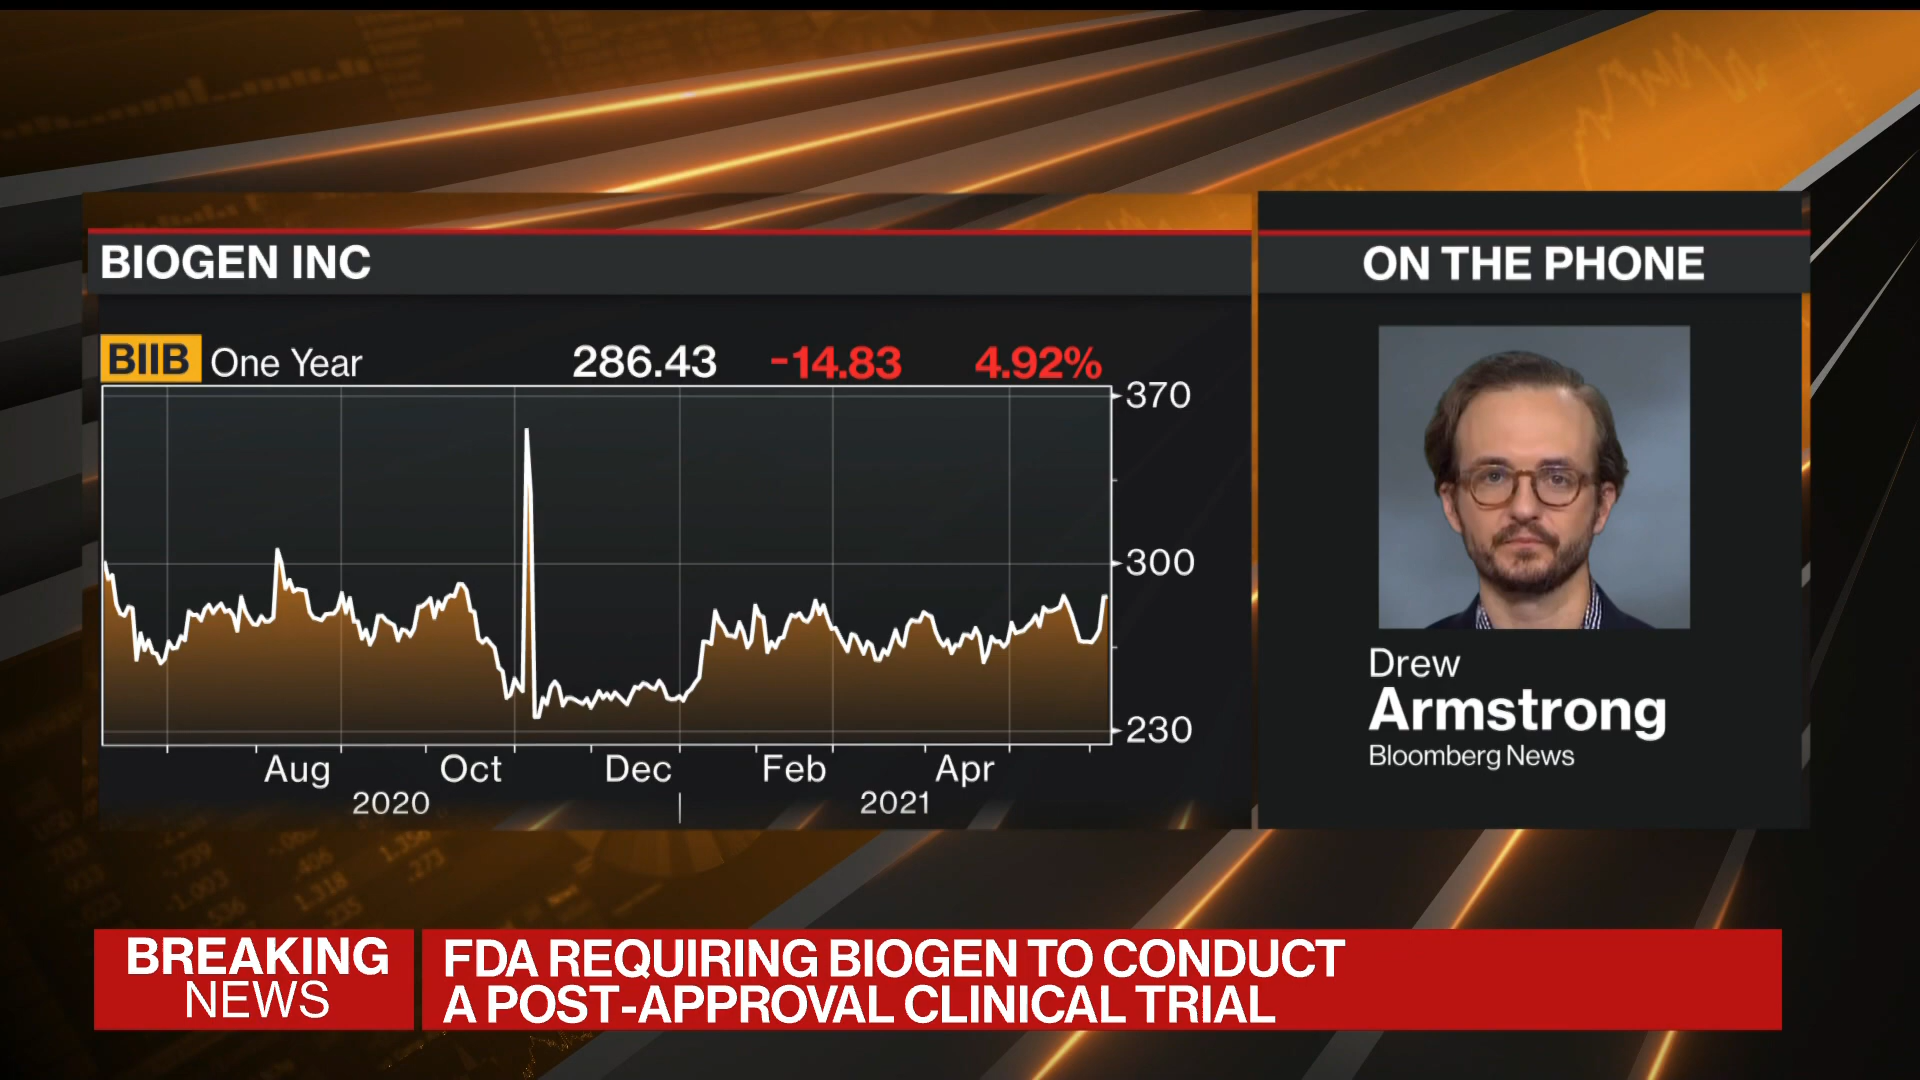 BIOGEN INC
BIIB One Year 286.43 -14.83 4.92%
370
300
230
Aug Oct Dec Feb Apr
2020 2021
ON THE PHONE
Drew
Armstrong
Bloomberg News
BREAKING
NEWS
FDA REQUIRING BIOGEN TO CONDUCT
A POST-APPROVAL CLINICAL TRIAL